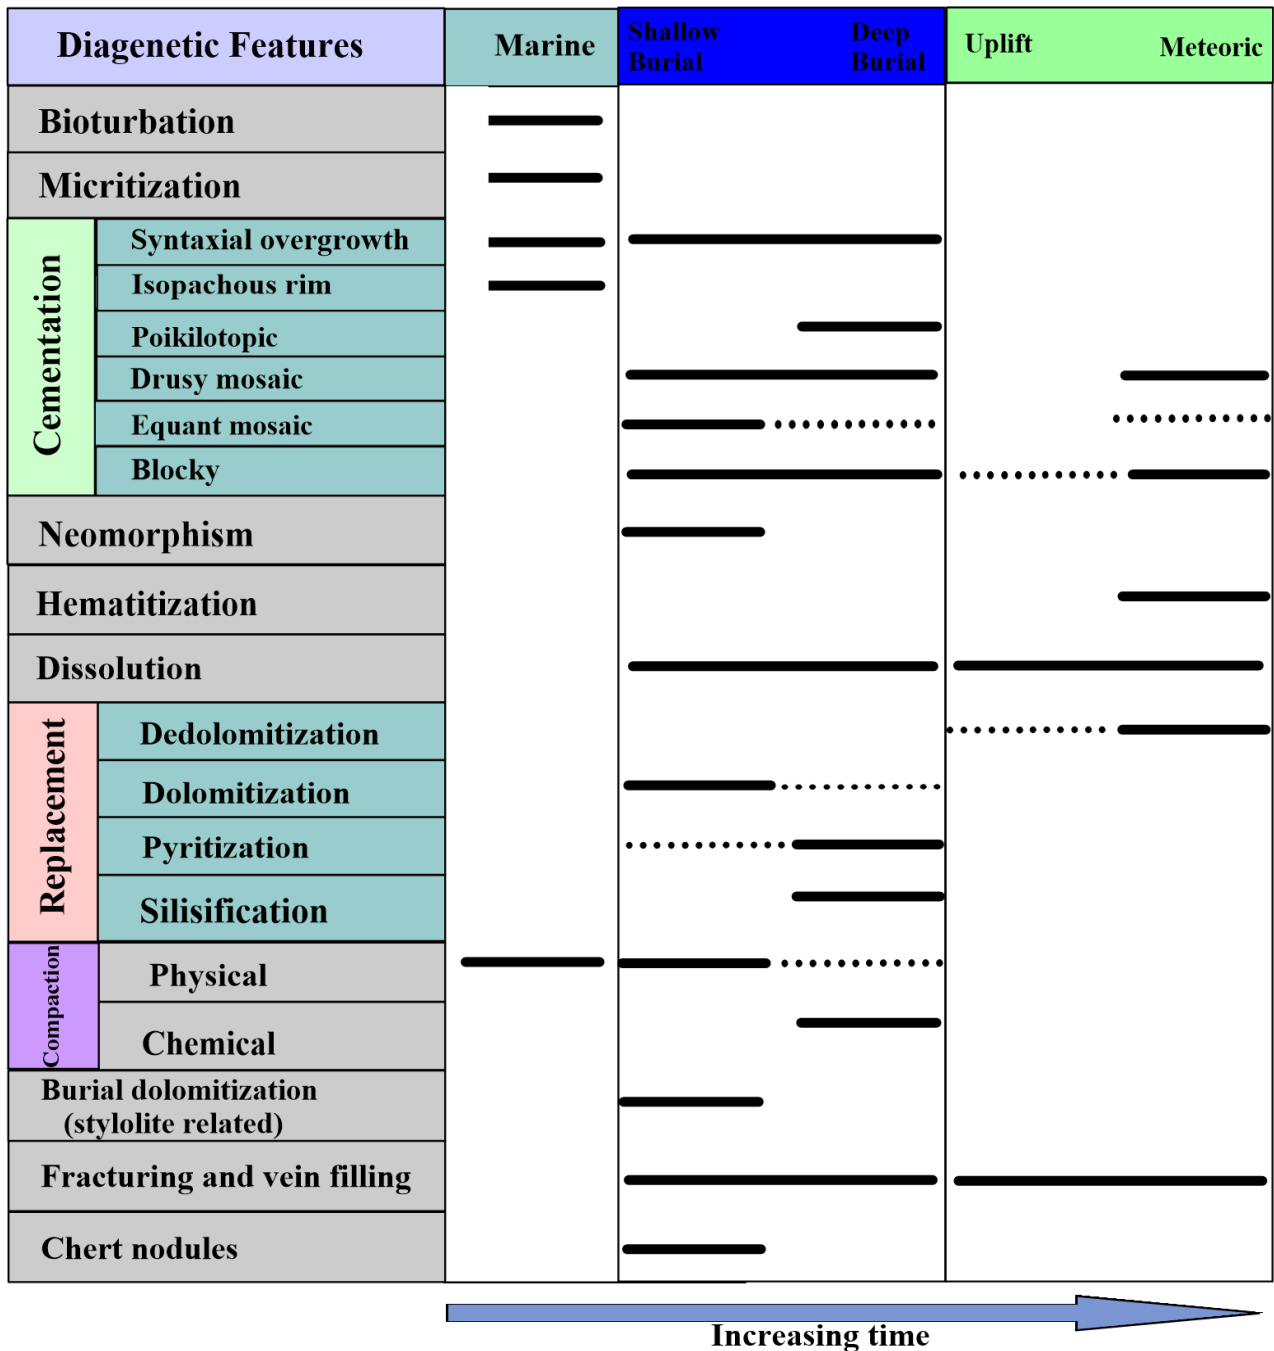 Diagenetic Features
Marine
Shallow
Burial
Deep
Burial
Uplift
Meteoric
Bioturbation
Micritization
Cementation
Syntaxial overgrowth
Isopachous rim
Poikilotopic
Drusy mosaic
Equant mosaic
Blocky
Neomorphism
Hematitization
Dissolution
Replacement
Dedolomitization
Dolomitization
Pyritization
Silisification
Compaction
Physical
Chemical
Burial dolomitization
(stylolite related)
Fracturing and vein filling
Chert nodules
Increasing time